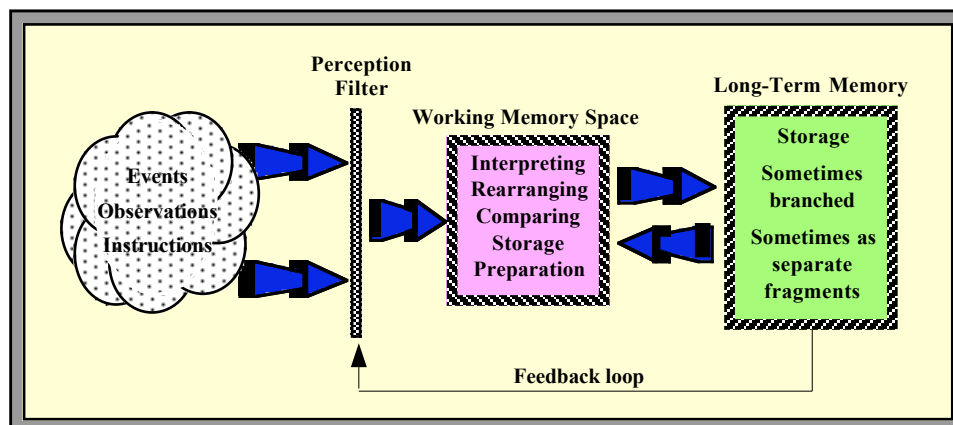 Perception
Filter
Long-Term Memory
Working Memory Space
Events
Observations
Instructions
Interpreting
Rearranging
Comparing
Storage
Preparation
Storage
Sometimes
branched
Sometimes as
separate
fragments
Feedback loop